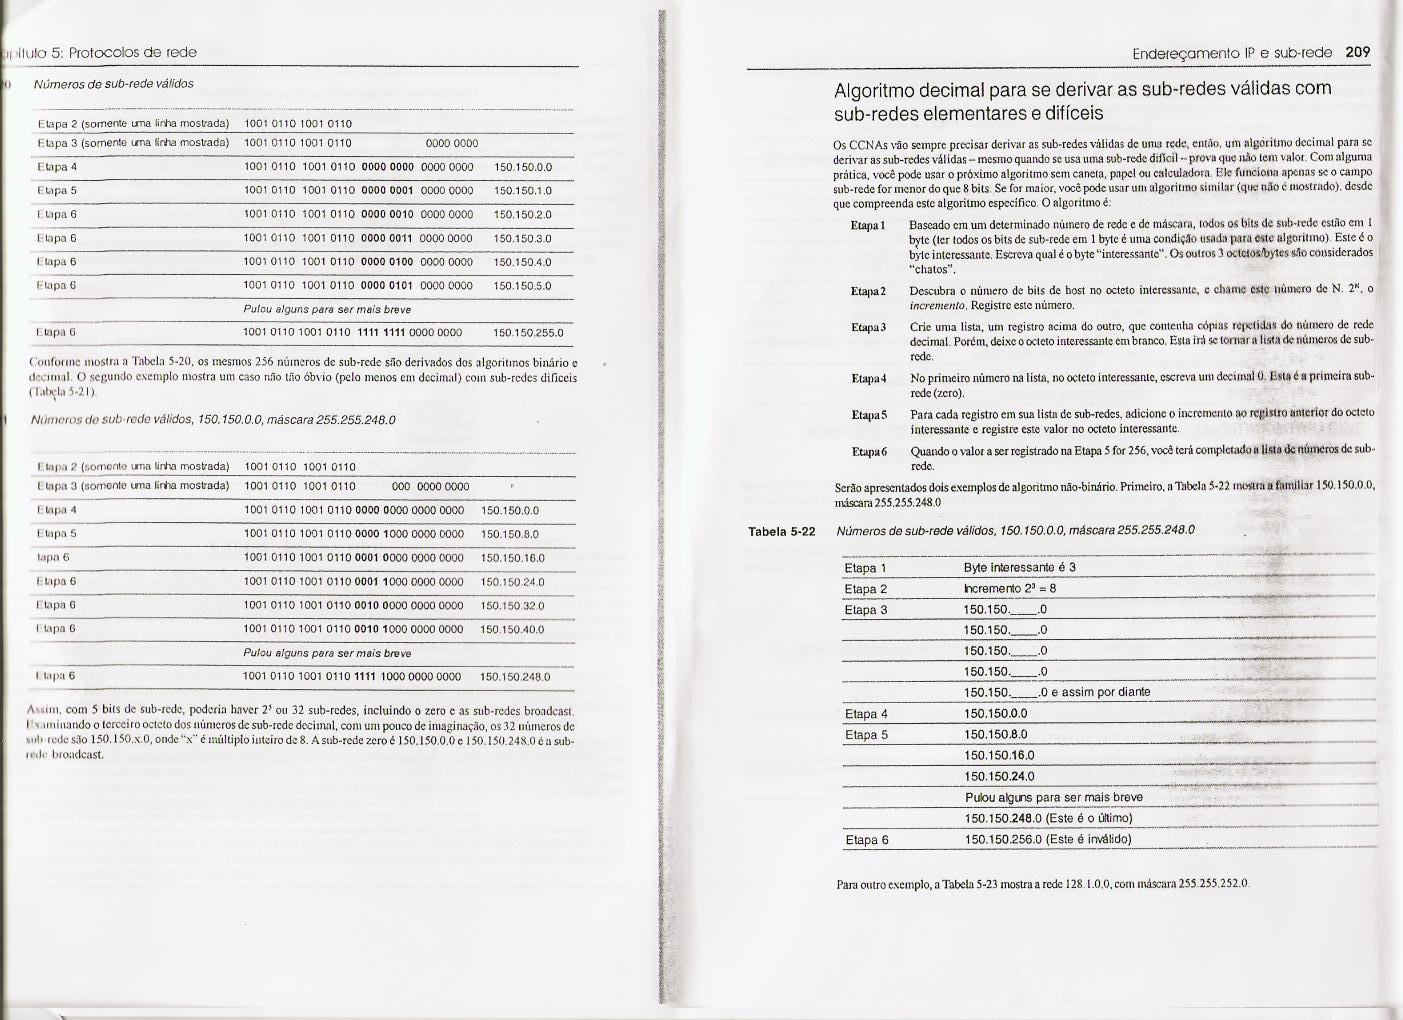 ítulo 5: Protocolos de rede
Números de sub-rede válidos
Etapa 2 (somente uma linha mostrada) 1001 0110 1001 0110
Etapa 3 (somente uma linha mostrada) 1001 0110 1001 0110 0000 0000
Etapa 4 1001 0110 1001 0110 0000 0000 0000 0000 150.150.0.0
Etapa 5 1001 0110 1001 0110 0000 0001 0000 0000 150.150.1.0
Etapa 6 1001 0110 1001 0110 0000 0010 0000 0000 150.150.2.0
Etapa 6 1001 0110 1001 0110 0000 0011 0000 0000 150.150.3.0
Etapa 6 1001 0110 1001 0110 0000 0100 0000 0000 150.150.4.0
Etapa 6 1001 0110 1001 0110 0000 0101 0000 0000 150.150.5.0
Pulou alguns para ser mais breve
Etapa 6 1001 0110 1001 0110 1111 1111 0000 0000 150.150.255.0
Conforme mostra a Tabela 5-20, os mesmos 256 números de sub-rede são derivados dos algoritmos binário e
decimal. O segundo exemplo mostra um caso não tão óbvio (pelo menos em decimal) com sub-redes difíceis
(Tabela 5-21).
Números de sub-rede válidos, 150.150.0.0, máscara 255.255.248.0
Etapa 2 (somente uma linha mostrada) 1001 0110 1001 0110
Etapa 3 (somente uma linha mostrada) 1001 0110 1001 0110 000 0000 0000
Etapa 4 1001 0110 1001 0110 0000 0000 0000 0000 150.150.0.0
Etapa 5 1001 0110 1001 0110 0000 1000 0000 0000 150.150.8.0
tapa 6 1001 0110 1001 0110 0001 0000 0000 0000 150.150.16.0
Etapa 6 1001 0110 1001 0110 0001 1000 0000 0000 150.150.24.0
Etapa 6 1001 0110 1001 0110 0010 0000 0000 0000 150.150.32.0
Etapa 6 1001 0110 1001 0110 0010 1000 0000 0000 150.150.40.0
Pulou alguns para ser mais breve
Etapa 6 1001 0110 1001 0110 1111 1000 0000 0000 150.150.248.0
Assim, com 5 bits de sub-rede, poderia haver 2⁵ ou 32 sub-redes, incluindo o zero e as sub-redes broadcast.
Examinando o terceiro octeto dos números de sub-rede decimal, com um pouco de imaginação, os 32 números de
sub-rede são 150.150.x.0, onde "x" é múltiplo inteiro de 8. A sub-rede zero é 150.150.0.0 e 150.150.248.0 é a sub-
rede broadcast.
Endereçamento IP e sub-rede 209
Algoritmo decimal para se derivar as sub-redes válidas com
sub-redes elementares e difíceis
Os CCNAs vão sempre precisar derivar as sub-redes válidas de uma rede, então, um algoritmo decimal para se
derivar as sub-redes válidas – mesmo quando se usa uma sub-rede difícil – prova que não tem valor. Com alguma
prática, você pode usar o próximo algoritmo sem caneta, papel ou calculadora. Ele funciona apenas se o campo
sub-rede for menor do que 8 bits. Se for maior, você pode usar um algoritmo similar (que não é mostrado), desde
que compreenda este algoritmo específico. O algoritmo é:
Etapa 1 Baseado em um determinado número de rede e de máscara, todos os bits de sub-rede estão em 1
byte (ter todos os bits de sub-rede em 1 byte é uma condição usada para este algoritmo). Este é o
byte interessante. Escreva qual é o byte "interessante". Os outros 3 octetos/bytes são considerados
"chatos".
Etapa 2 Descubra o número de bits de host no octeto interessante, e chame este número de N. 2ᴺ, o
incremento. Registre este número.
Etapa 3 Crie uma lista, um registro acima do outro, que contenha cópias repetidas do número de rede
decimal. Porém, deixe o octeto interessante em branco. Esta irá se tornar a lista de números de sub-
rede.
Etapa 4 No primeiro número na lista, no octeto interessante, escreva um decimal 0. Esta é a primeira sub-
rede (zero).
Etapa 5 Para cada registro em sua lista de sub-redes, adicione o incremento ao registro anterior do octeto
interessante e registre este valor no octeto interessante.
Etapa 6 Quando o valor a ser registrado na Etapa 5 for 256, você terá completado a lista de números de sub-
rede.
Serão apresentados dois exemplos de algoritmo não-binário. Primeiro, a Tabela 5-22 mostra a familiar 150.150.0.0,
máscara 255.255.248.0
Tabela 5-22 Números de sub-rede válidos, 150.150.0.0, máscara 255.255.248.0
Etapa 1 Byte interessante é 3
Etapa 2 Incremento 2³ = 8
Etapa 3 150.150.____.0
150.150.____.0
150.150.____.0
150.150.____.0
150.150.____.0 e assim por diante
Etapa 4 150.150.0.0
Etapa 5 150.150.8.0
150.150.16.0
150.150.24.0
Pulou alguns para ser mais breve
150.150.248.0 (Este é o último)
Etapa 6 150.150.256.0 (Este é inválido)
Para outro exemplo, a Tabela 5-23 mostra a rede 128.1.0.0, com máscara 255.255.252.0.